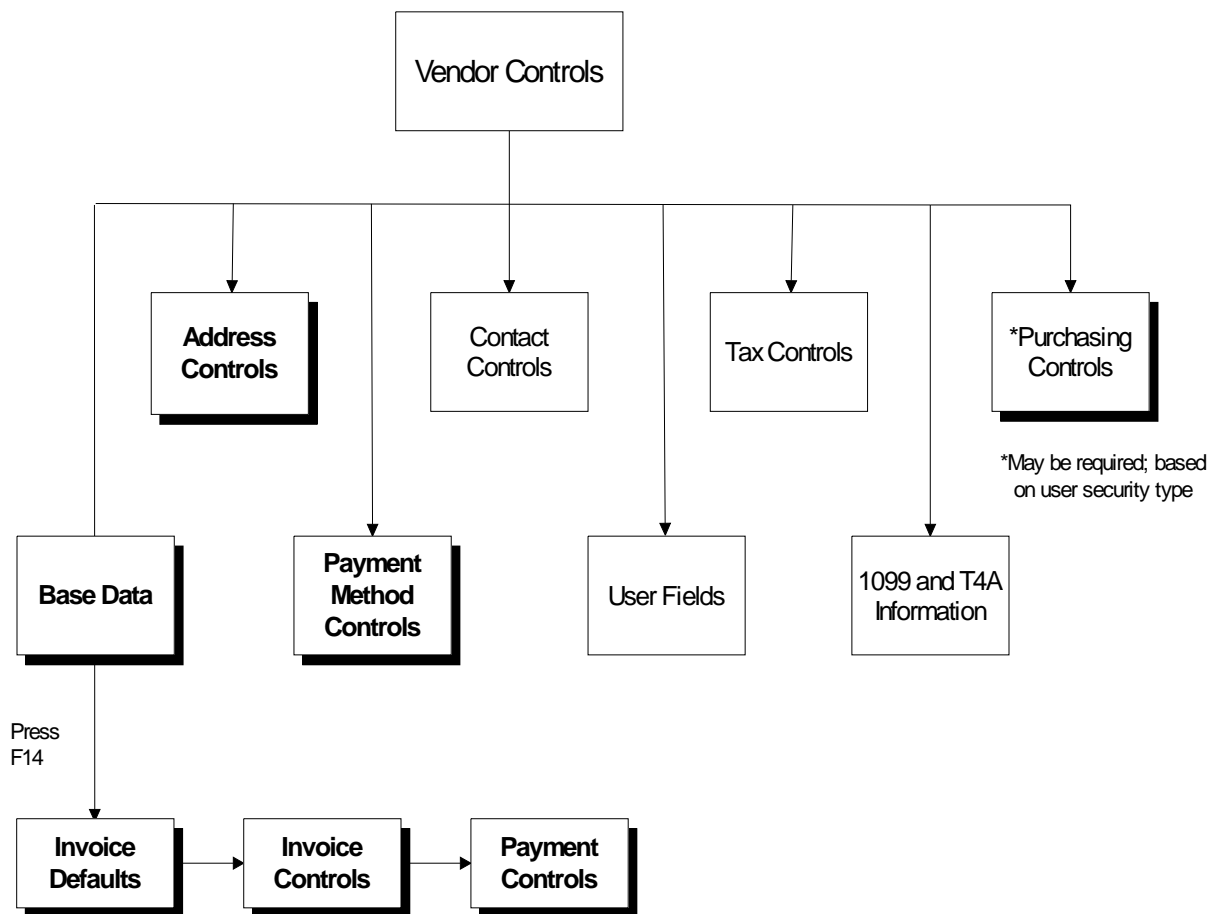 Vendor Controls
Address
Controls
Contact
Controls
Tax Controls
*Purchasing
Controls
*May be required; based
on user security type
Base Data
Payment
Method
Controls
User Fields
1099 and T4A
Information
Press
F14
Invoice
Defaults
Invoice
Controls
Payment
Controls